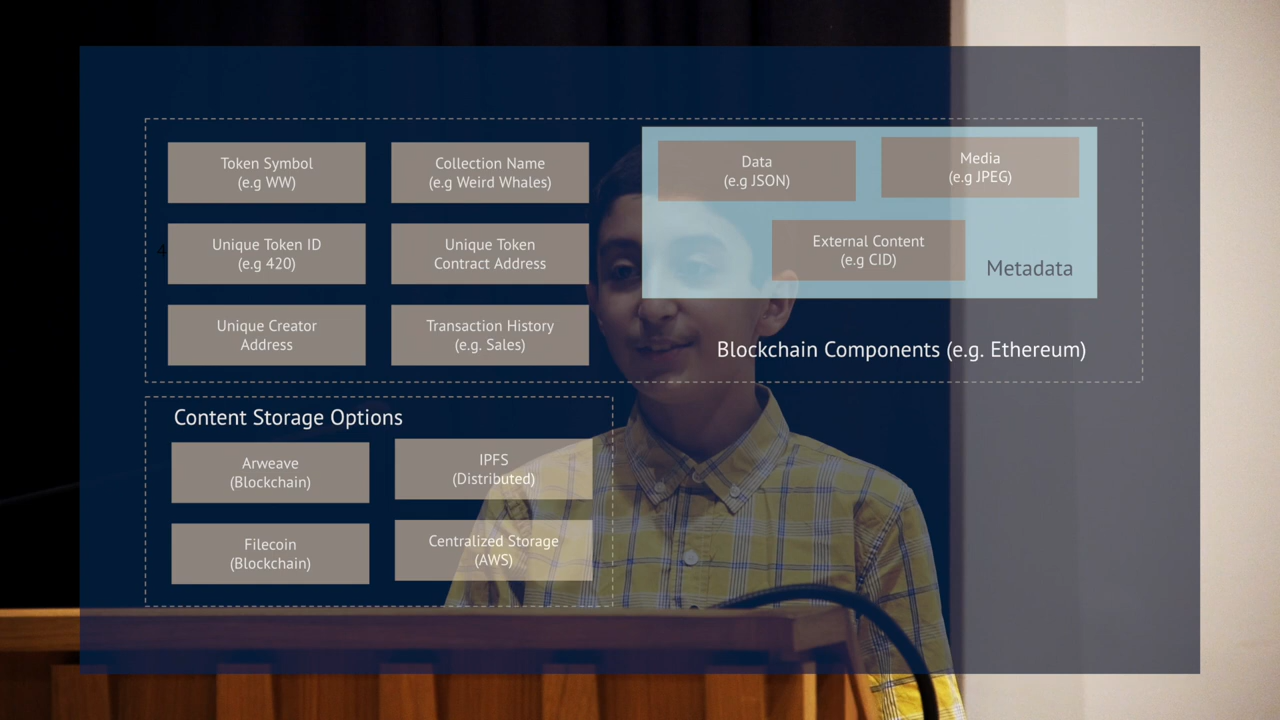 Token Symbol
(e.g WW)
Collection Name
(e.g Weird Whales)
Data
(e.g JSON)
Media
(e.g JPEG)
Unique Token ID
(e.g 420)
Unique Token
Contract Address
External Content
(e.g CID)
Metadata
Unique Creator
Address
Transaction History
(e.g. Sales)
Blockchain Components (e.g. Ethereum)
Content Storage Options
Arweave
(Blockchain)
IPFS
(Distributed)
Filecoin
(Blockchain)
Centralized Storage
(AWS)